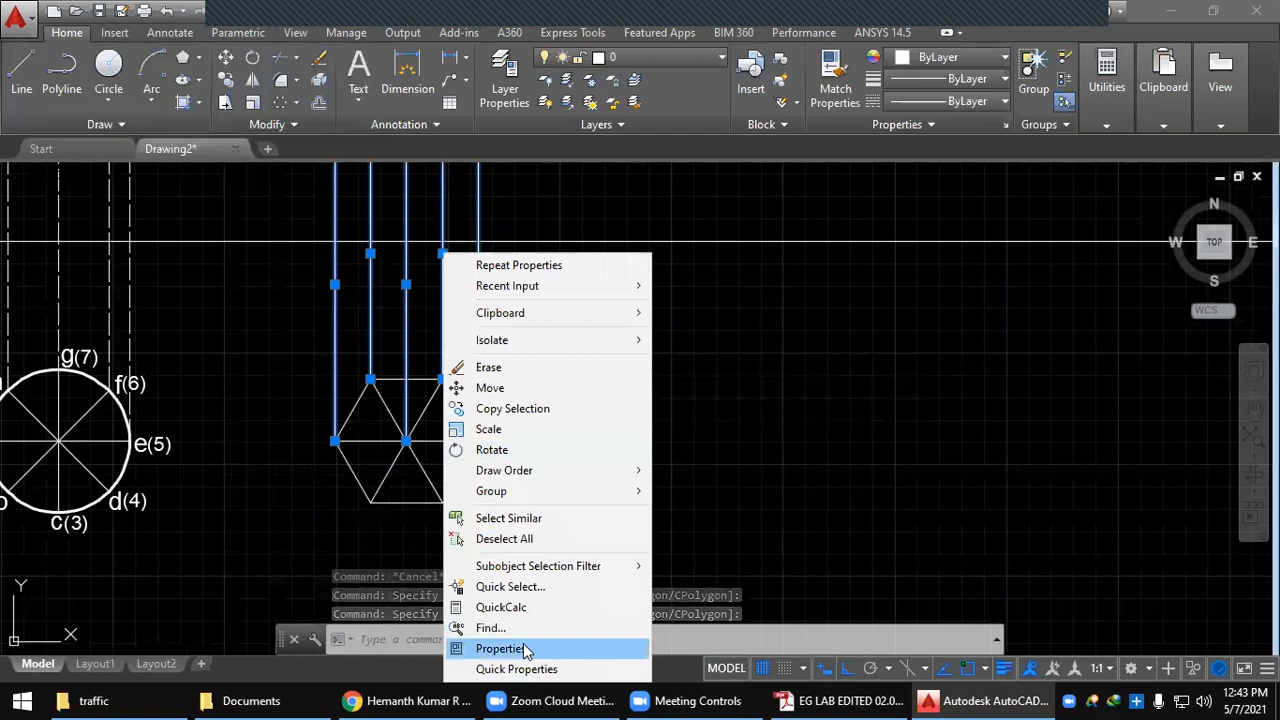 Home Insert Annotate Parametric View Manage Output Add-ins A360 Express Tools Featured Apps BIM 360 Performance ANSYS 14.5
Line Polyline Circle Arc Text Dimension Layer Properties Insert Match Properties Group Utilities Clipboard View
0
ByLayer
ByLayer
ByLayer
Draw Modify Annotation Layers Block Properties Groups
Start Drawing2*
N
W TOP E
S
WCS
g(7)
f(6)
e(5)
d(4)
c(3)
Repeat Properties
Recent Input
Clipboard
Isolate
Erase
Move
Copy Selection
Scale
Rotate
Draw Order
Group
Select Similar
Deselect All
Subobject Selection Filter
Quick Select...
QuickCalc
Find...
Properties
Quick Properties
Y
X
Command: *Cancel*
Command: Specify gon/CPolygon]:
Command: Specify gon/CPolygon]:
Type a comma
Model Layout1 Layout2 + MODEL 1:1
traffic Documents Hemanth Kumar R ... Zoom Cloud Meeti... Meeting Controls EG LAB EDITED 02.0... Autodesk AutoCAD... 12:43 PM
5/7/2021